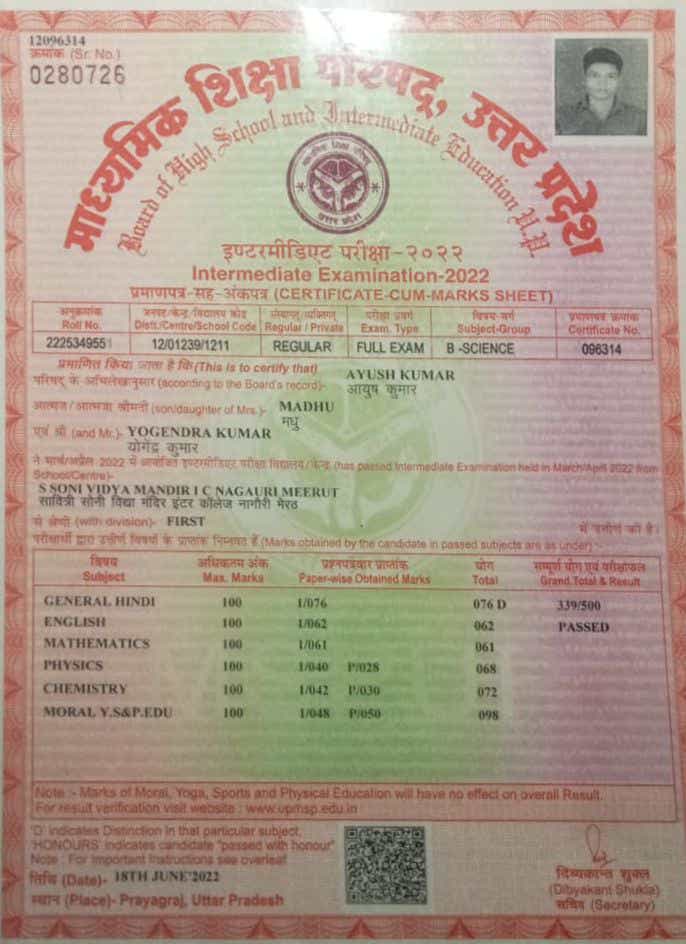 12096314
क्रमांक (Sr. No.)
0280726
माध्यमिक शिक्षा परिषद्, उत्तर प्रदेश
Board of High School and Intermediate Education U.P.
माध्यमिक शिक्षा परिषद्
उत्तर प्रदेश
इण्टरमीडिएट परीक्षा-२०२२
Intermediate Examination-2022
प्रमाणपत्र-सह-अंकपत्र (CERTIFICATE-CUM-MARKS SHEET)
अनुक्रमांक जनपद/केन्द्र/विद्यालय कोड संस्थागत/व्यक्तिगत परीक्षा प्रवर्ग विषय-वर्ग प्रमाणपत्र क्रमांक
Roll No. Distt./Centre/School Code Regular / Private Exam. Type Subject-Group Certificate No.
2225349551 12/01239/1211 REGULAR FULL EXAM B -SCIENCE 096314
प्रमाणित किया जाता है कि (This is to certify that)
परिषद् के अभिलेखानुसार (according to the Board's record)- AYUSH KUMAR
आयुष कुमार
आत्मज / आत्मजा श्रीमती (son/daughter of Mrs.)- MADHU
मधु
एवं श्री (and Mr.)- YOGENDRA KUMAR
योगेंद्र कुमार
ने मार्च/अप्रैल 2022 में आयोजित इण्टरमीडिएट परीक्षा विद्यालय/केन्द्र (has passed Intermediate Examination held in March/April 2022 from
School/Centre)-
S SONI VIDYA MANDIR I C NAGAURI MEERUT
सावित्री सोनी विद्या मंदिर इंटर कॉलेज नागौरी मेरठ
से श्रेणी (with division)- FIRST में उत्तीर्ण की है।
परीक्षार्थी द्वारा उत्तीर्ण विषयों के प्राप्तांक निम्नवत हैं (Marks obtained by the candidate in passed subjects are as under) :-
विषय अधिकतम अंक प्रश्नपत्रवार प्राप्तांक योग सम्पूर्ण योग एवं परीक्षाफल
Subject Max. Marks Paper-wise Obtained Marks Total Grand Total & Result
GENERAL HINDI 100 1/076 076 D 339/500
ENGLISH 100 1/062 062 PASSED
MATHEMATICS 100 1/061 061
PHYSICS 100 1/040 P/028 068
CHEMISTRY 100 1/042 P/030 072
MORAL Y.S&P.EDU 100 1/048 P/050 098
Note :- Marks of Moral, Yoga, Sports and Physical Education will have no effect on overall Result.
For result verification visit website : www.upmsp.edu.in
'D' indicates Distinction in that particular subject.
'HONOURS' indicates candidate "passed with honour"
Note : For important Instructions see overleaf
तिथि (Date)- 18TH JUNE'2022
स्थान (Place)- Prayagraj, Uttar Pradesh
दिव्यकान्त शुक्ल
(Dibyakant Shukla)
सचिव (Secretary)